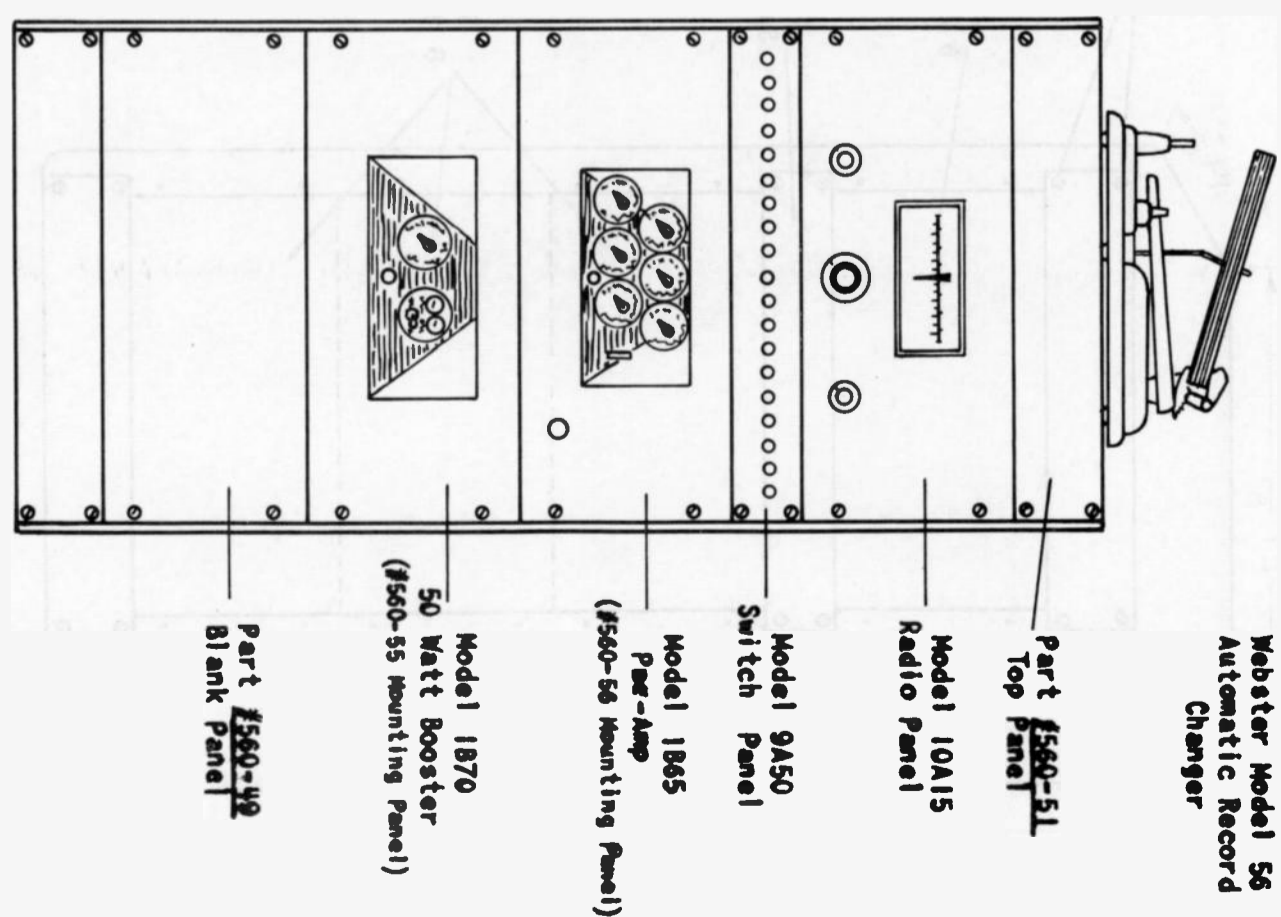 Webster Model 56
Automatic Record
Changer
Part #560-51
Top Panel
Model 10A15
Radio Panel
Model 9A50
Switch Panel
Model 1B65
Pre-Amp
(#560-56 Mounting Panel)
Model 1B70
50 Watt Booster
(#560-55 Mounting Panel)
Part #560-49
Blank Panel